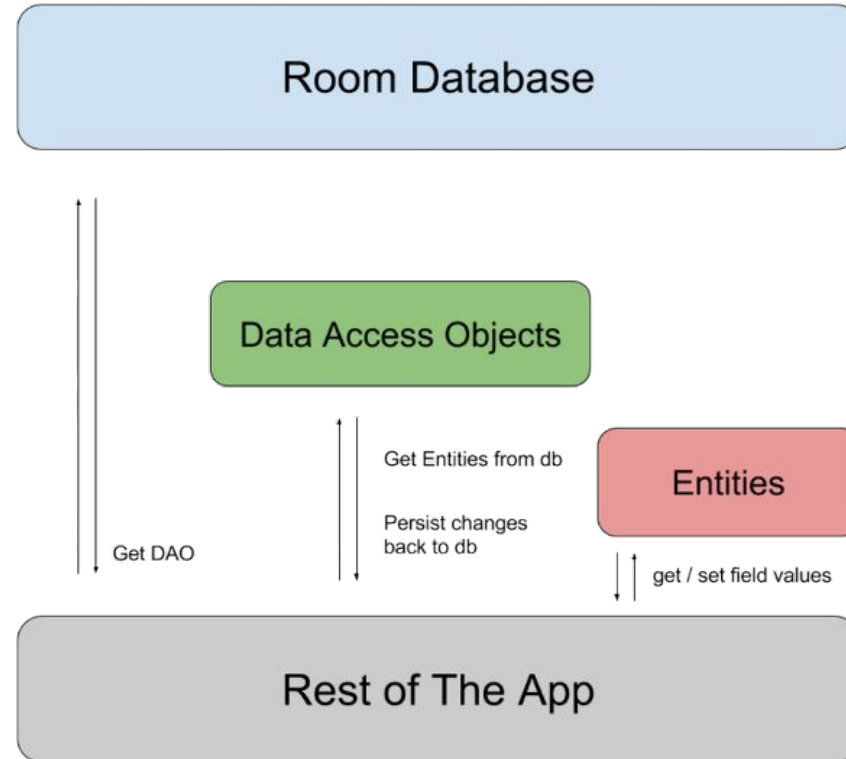 Room Database
Data Access Objects
Get Entities from db
Entities
Persist changes
back to db
Get DAO
get / set field values
Rest of The App